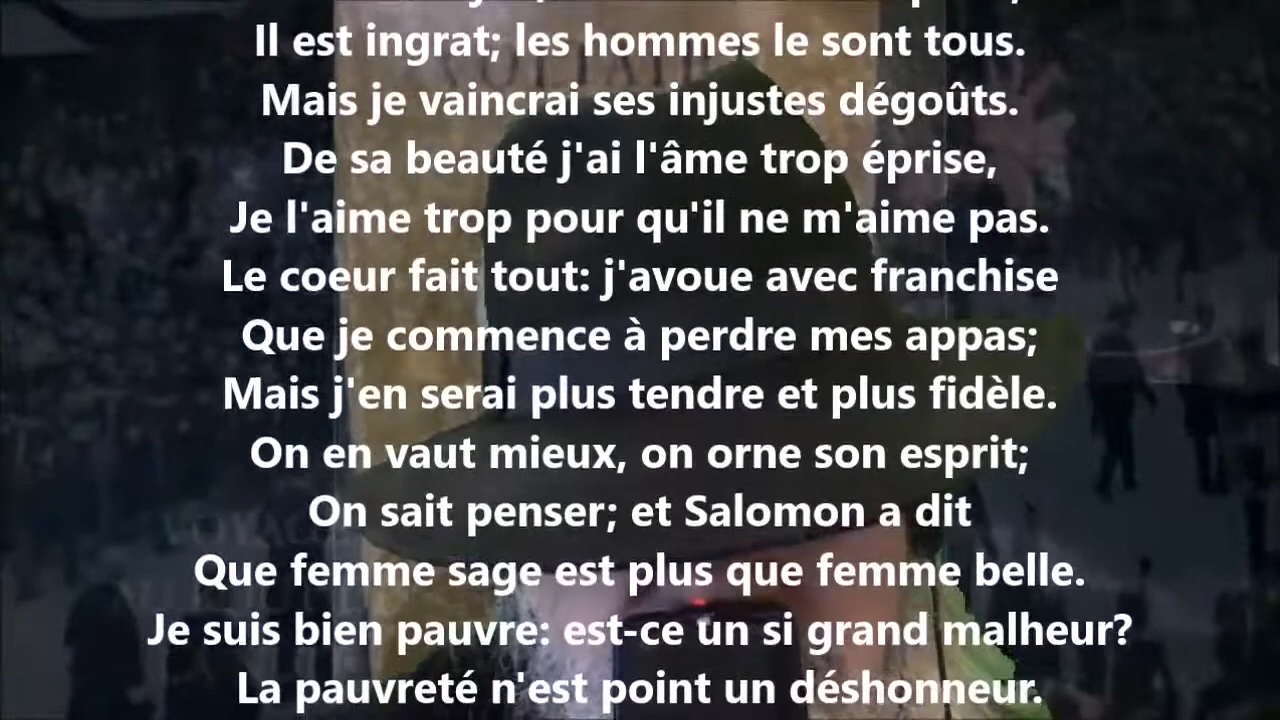 Il est ingrat; les hommes le sont tous.
Mais je vaincrai ses injustes dégoûts.
De sa beauté j'ai l'âme trop éprise,
Je l'aime trop pour qu'il ne m'aime pas.
Le coeur fait tout: j'avoue avec franchise
Que je commence à perdre mes appas;
Mais j'en serai plus tendre et plus fidèle.
On en vaut mieux, on orne son esprit;
On sait penser; et Salomon a dit
Que femme sage est plus que femme belle.
Je suis bien pauvre: est-ce un si grand malheur?
La pauvreté n'est point un déshonneur.